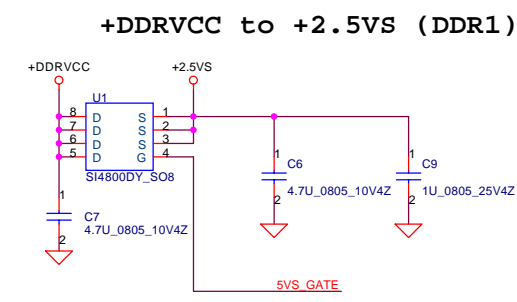 +DDRVCC to +2.5VS (DDR1)
+DDRVCC
+2.5VS
U1
8 D S 1
7 D S 2
6 D S 3
5 D G 4
SI4800DY_SO8
1
C7
4.7U_0805_10V4Z
2
1
C6
4.7U_0805_10V4Z
2
1
C9
1U_0805_25V4Z
2
5VS_GATE